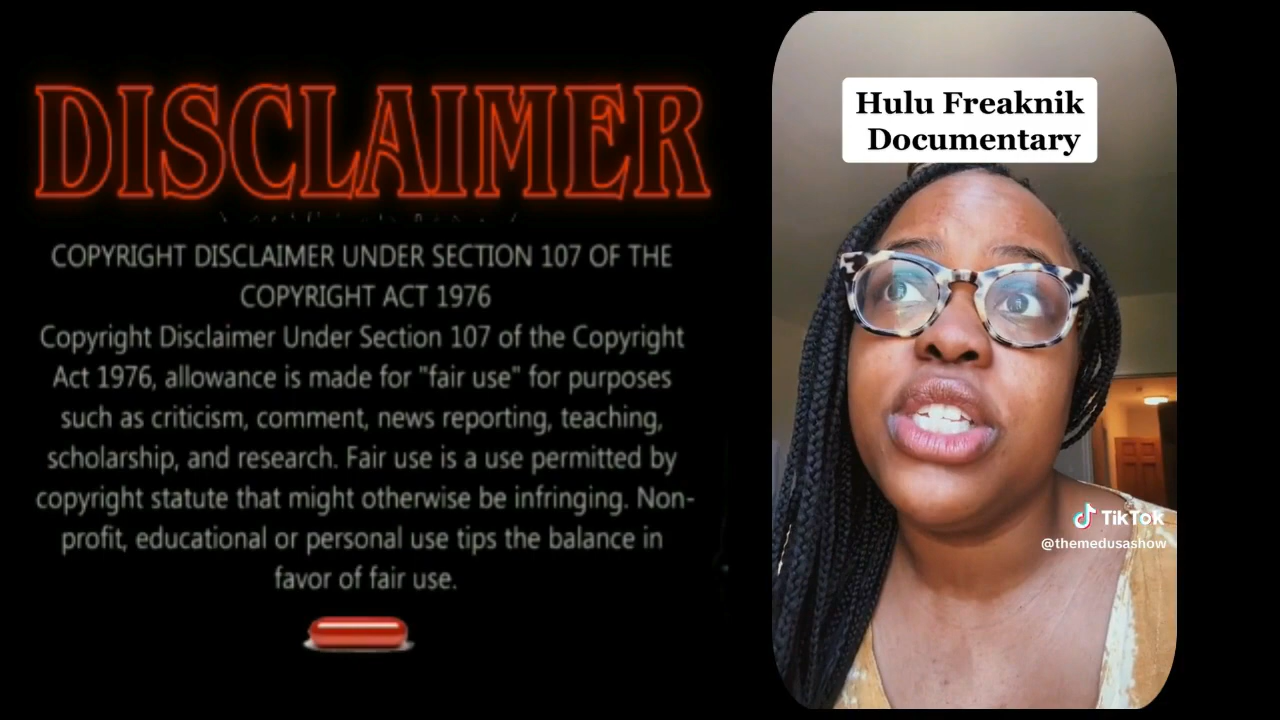 DISCLAIMER
COPYRIGHT DISCLAIMER UNDER SECTION 107 OF THE
COPYRIGHT ACT 1976
Copyright Disclaimer Under Section 107 of the Copyright
Act 1976, allowance is made for "fair use" for purposes
such as criticism, comment, news reporting, teaching,
scholarship, and research. Fair use is a use permitted by
copyright statute that might otherwise be infringing. Non-
profit, educational or personal use tips the balance in
favor of fair use.
Hulu Freaknik
Documentary
TikTok
@themedusashow